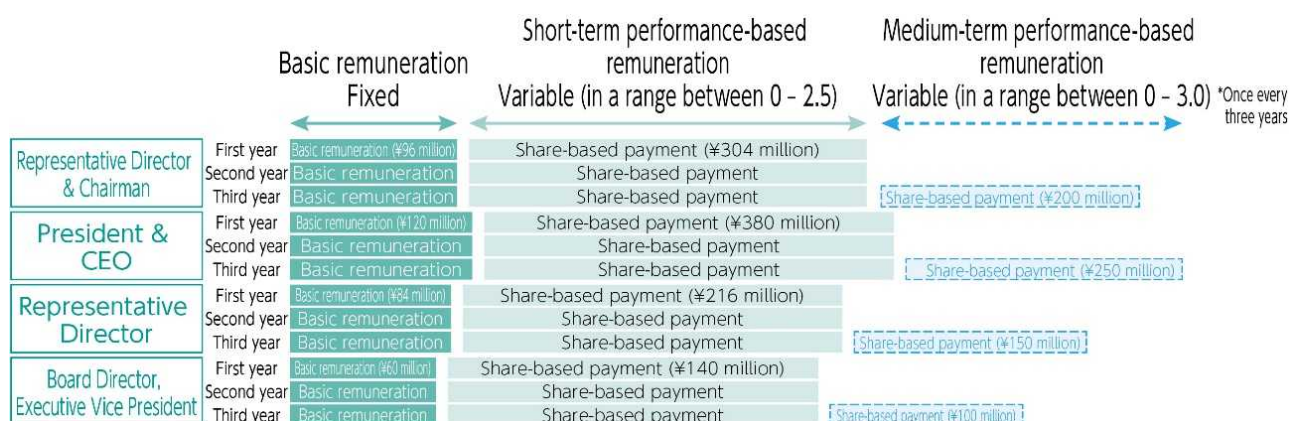 Basic remuneration
Fixed
Short-term performance-based
remuneration
Variable (in a range between 0 – 2.5)
Medium-term performance-based
remuneration
Variable (in a range between 0 – 3.0)
*Once every
three years
Representative Director
& Chairman
First year Basic remuneration (¥96 million) Share-based payment (¥304 million)
Second year Basic remuneration Share-based payment
Third year Basic remuneration Share-based payment Share-based payment (¥200 million)
President &
CEO
First year Basic remuneration (¥120 million) Share-based payment (¥380 million)
Second year Basic remuneration Share-based payment
Third year Basic remuneration Share-based payment Share-based payment (¥250 million)
Representative
Director
First year Basic remuneration (¥84 million) Share-based payment (¥216 million)
Second year Basic remuneration Share-based payment
Third year Basic remuneration Share-based payment Share-based payment (¥150 million)
Board Director,
Executive Vice President
First year Basic remuneration (¥60 million) Share-based payment (¥140 million)
Second year Basic remuneration Share-based payment
Third year Basic remuneration Share-based payment Share-based payment (¥100 million)